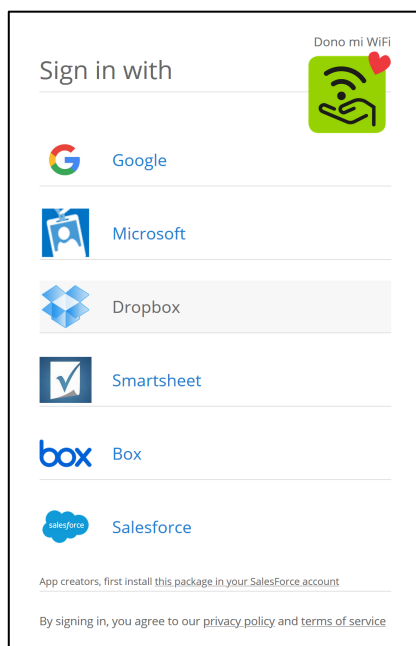 Dono mi WiFi
Sign in with
Google
Microsoft
Dropbox
Smartsheet
box Box
salesforce Salesforce
App creators, first install this package in your SalesForce account
By signing in, you agree to our privacy policy and terms of service